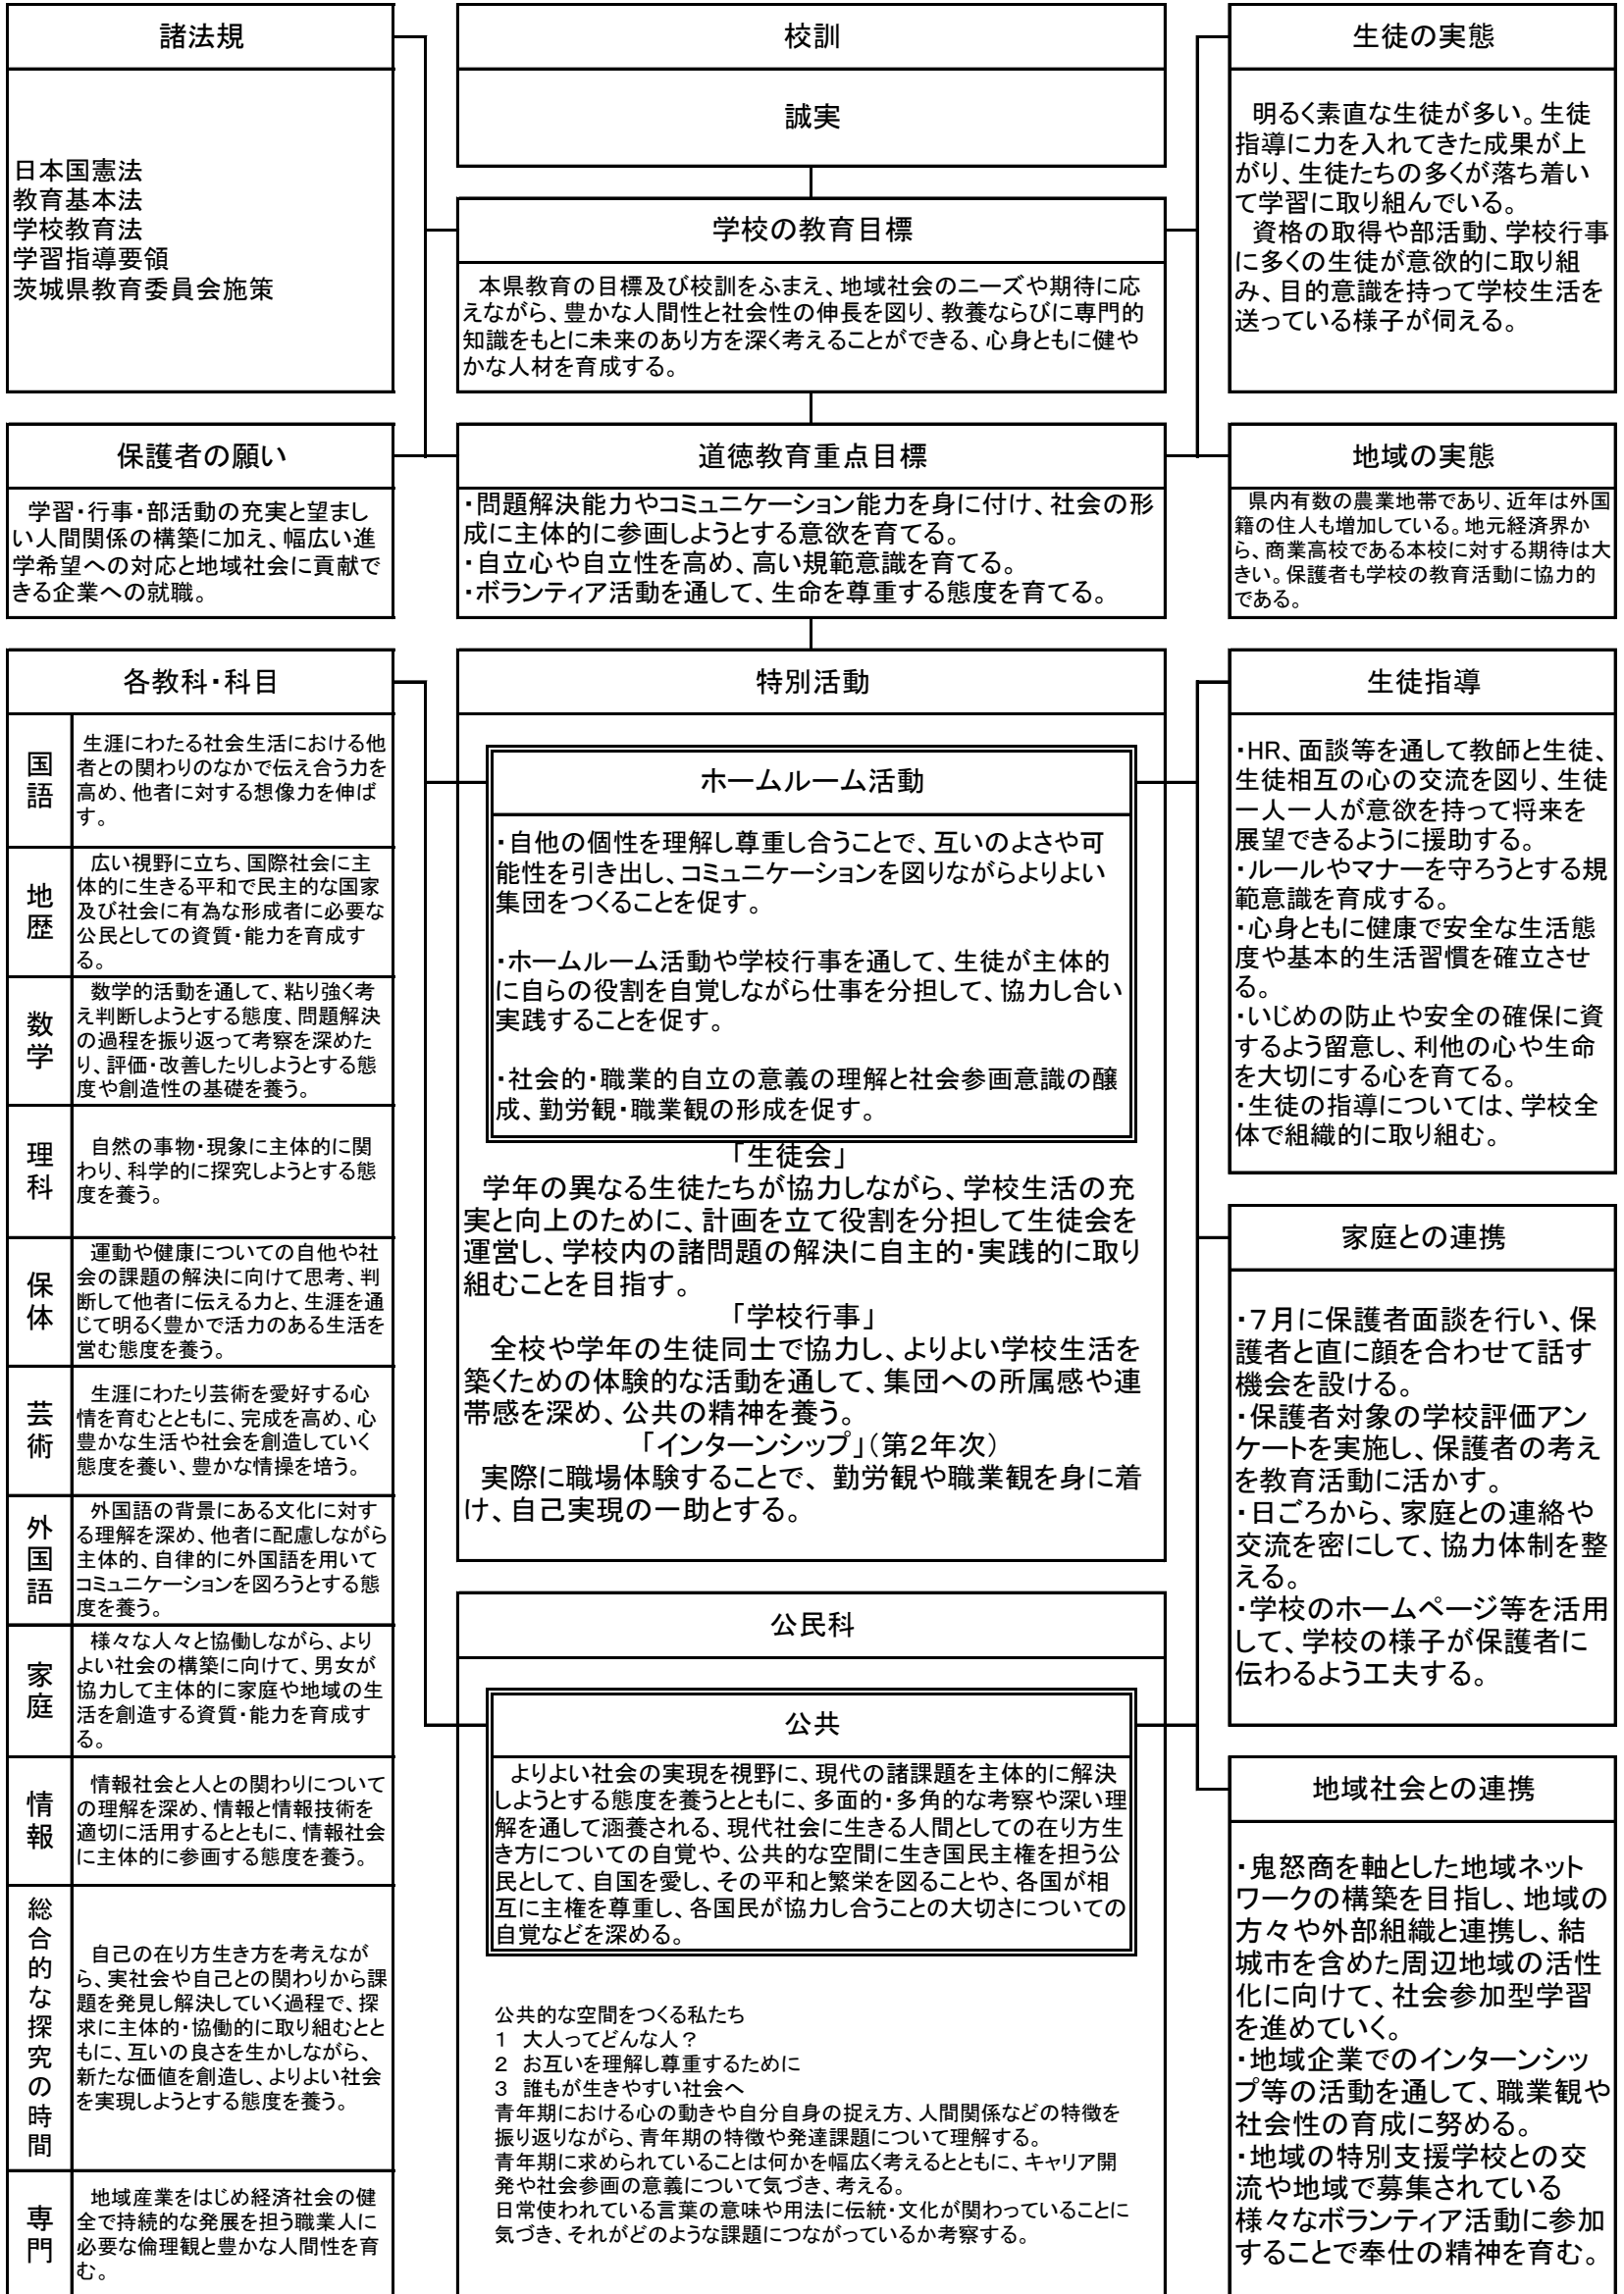 諸法規
日本国憲法
教育基本法
学校教育法
学習指導要領
茨城県教育委員会施策
校訓
誠実
生徒の実態
明るく素直な生徒が多い。生徒
指導に力を入れてきた成果が上
がり、生徒たちの多くが落ち着い
て学習に取り組んでいる。
資格の取得や部活動、学校行事
に多くの生徒が意欲的に取り組
み、目的意識を持って学校生活を
送っている様子が伺える。
学校の教育目標
本県教育の目標及び校訓をふまえ、地域社会のニーズや期待に応
えながら、豊かな人間性と社会性の伸長を図り、教養ならびに専門的
知識をもとに未来のあり方を深く考えることができる、心身ともに健や
かな人材を育成する。
保護者の願い
学習・行事・部活動の充実と望まし
い人間関係の構築に加え、幅広い進
学希望への対応と地域社会に貢献で
きる企業への就職。
道徳教育重点目標
・問題解決能力やコミュニケーション能力を身に付け、社会の形
成に主体的に参画しようとする意欲を育てる。
・自立心や自立性を高め、高い規範意識を育てる。
・ボランティア活動を通して、生命を尊重する態度を育てる。
地域の実態
県内有数の農業地帯であり、近年は外国
籍の住人も増加している。地元経済界か
ら、商業高校である本校に対する期待は大
きい。保護者も学校の教育活動に協力的
である。
各教科・科目
国語
生涯にわたる社会生活における他
者との関わりのなかで伝え合う力を
高め、他者に対する想像力を伸ば
す。
地歴
広い視野に立ち、国際社会に主
体的に生きる平和で民主的な国家
及び社会に有為な形成者に必要な
公民としての資質・能力を育成す
る。
数学
数学的活動を通して、粘り強く考
え判断しようとする態度、問題解決
の過程を振り返って考察を深めた
り、評価・改善したりしようとする態
度や創造性の基礎を養う。
理科
自然の事物・現象に主体的に関
わり、科学的に探究しようとする態
度を養う。
保体
運動や健康についての自他や社
会の課題の解決に向けて思考、判
断して他者に伝える力と、生涯を通
じて明るく豊かで活力のある生活を
営む態度を養う。
芸術
生涯にわたり芸術を愛好する心
情を育むとともに、完成を高め、心
豊かな生活や社会を創造していく
態度を養い、豊かな情操を培う。
外国語
外国語の背景にある文化に対す
る理解を深め、他者に配慮しながら
主体的、自律的に外国語を用いて
コミュニケーションを図ろうとする態
度を養う。
家庭
様々な人々と協働しながら、より
よい社会の構築に向けて、男女が
協力して主体的に家庭や地域の生
活を創造する資質・能力を育成す
る。
情報
情報社会と人との関わりについて
の理解を深め、情報と情報技術を
適切に活用するとともに、情報社会
に主体的に参画する態度を養う。
総合的な探究の時間
自己の在り方生き方を考えなが
ら、実社会や自己との関わりから課
題を発見し解決していく過程で、探
求に主体的・協働的に取り組むとと
もに、互いの良さを生かしながら、
新たな価値を創造し、よりよい社会
を実現しようとする態度を養う。
専門
地域産業をはじめ経済社会の健
全で持続的な発展を担う職業人に
必要な倫理観と豊かな人間性を育
む。
特別活動
ホームルーム活動
・自他の個性を理解し尊重し合うことで、互いのよさや可
能性を引き出し、コミュニケーションを図りながらよりよい
集団をつくることを促す。
・ホームルーム活動や学校行事を通して、生徒が主体的
に自らの役割を自覚しながら仕事を分担して、協力し合い
実践することを促す。
・社会的・職業的自立の意義の理解と社会参画意識の醸
成、勤労観・職業観の形成を促す。
「生徒会」
学年の異なる生徒たちが協力しながら、学校生活の充
実と向上のために、計画を立て役割を分担して生徒会を
運営し、学校内の諸問題の解決に自主的・実践的に取り
組むことを目指す。
「学校行事」
全校や学年の生徒同士で協力し、よりよい学校生活を
築くための体験的な活動を通して、集団への所属感や連
帯感を深め、公共の精神を養う。
「インターンシップ」（第2年次）
実際に職場体験することで、勤労観や職業観を身に着
け、自己実現の一助とする。
公民科
公共
よりよい社会の実現を視野に、現代の諸課題を主体的に解決
しようとする態度を養うとともに、多面的・多角的な考察や深い理
解を通して涵養される、現代社会に生きる人間としての在り方生
き方についての自覚や、公共的な空間に生き国民主権を担う公
民として、自国を愛し、その平和と繁栄を図ることや、各国が相
互に主権を尊重し、各国民が協力し合うことの大切さについての
自覚などを深める。
公共的な空間をつくる私たち
1 大人ってどんな人？
2 お互いを理解し尊重するために
3 誰もが生きやすい社会へ
青年期における心の動きや自分自身の捉え方、人間関係などの特徴を
振り返りながら、青年期の特徴や発達課題について理解する。
青年期に求められていることは何かを幅広く考えるとともに、キャリア開
発や社会参画の意義について気づき、考える。
日常使われている言葉の意味や用法に伝統・文化が関わっていることに
気づき、それがどのような課題につながっているか考察する。
生徒指導
・HR、面談等を通して教師と生徒、
生徒相互の心の交流を図り、生徒
一人一人が意欲を持って将来を
展望できるように援助する。
・ルールやマナーを守ろうとする規
範意識を育成する。
・心身ともに健康で安全な生活態
度や基本的生活習慣を確立させ
る。
・いじめの防止や安全の確保に資
するよう留意し、利他の心や生命
を大切にする心を育てる。
・生徒の指導については、学校全
体で組織的に取り組む。
家庭との連携
・７月に保護者面談を行い、保
護者と直に顔を合わせて話す
機会を設ける。
・保護者対象の学校評価アン
ケートを実施し、保護者の考え
を教育活動に活かす。
・日ごろから、家庭との連絡や
交流を密にして、協力体制を整
える。
・学校のホームページ等を活用
して、学校の様子が保護者に
伝わるよう工夫する。
地域社会との連携
・鬼怒商を軸とした地域ネット
ワークの構築を目指し、地域の
方々や外部組織と連携し、結
城市を含めた周辺地域の活性
化に向けて、社会参加型学習
を進めていく。
・地域企業でのインターンシッ
プ等の活動を通して、職業観や
社会性の育成に努める。
・地域の特別支援学校との交
流や地域で募集されている
様々なボランティア活動に参加
することで奉仕の精神を育む。